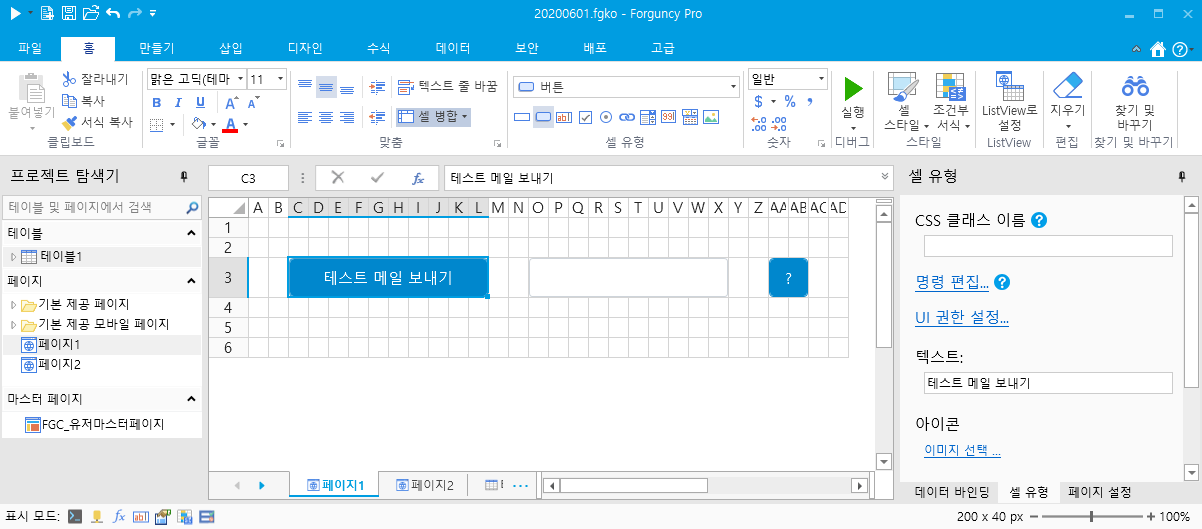 20200601.fgko - Forguncy Pro
파일 홈 만들기 삽입 디자인 수식 데이터 보안 배포 고급
붙여넣기
잘라내기
복사
서식 복사
클립보드
맑은 고딕(테마 11
B I U A A
A
글꼴
텍스트 줄 바꿈
셀 병합
맞춤
버튼
셀 유형
일반
$ % ,
숫자
실행
디버그
셀
스타일
조건부
서식
스타일
ListView로
설정
ListView
지우기
편집
찾기 및
바꾸기
찾기 및 바꾸기
프로젝트 탐색기
테이블 및 페이지에서 검색
테이블
테이블1
페이지
기본 제공 페이지
기본 제공 모바일 페이지
페이지1
페이지2
마스터 페이지
FGC_유저마스터페이지
C3 fx 테스트 메일 보내기
A B C D E F G H I J K L M N O P Q R S T U V W X Y Z AA AB AC AD
1
2
3 테스트 메일 보내기 ?
4
5
6
페이지1 페이지2
셀 유형
CSS 클래스 이름 ?
명령 편집... ?
UI 권한 설정...
텍스트:
테스트 메일 보내기
아이콘
이미지 선택 ...
데이터 바인딩 셀 유형 페이지 설정
표시 모드: fx ab 200 x 40 px 100%